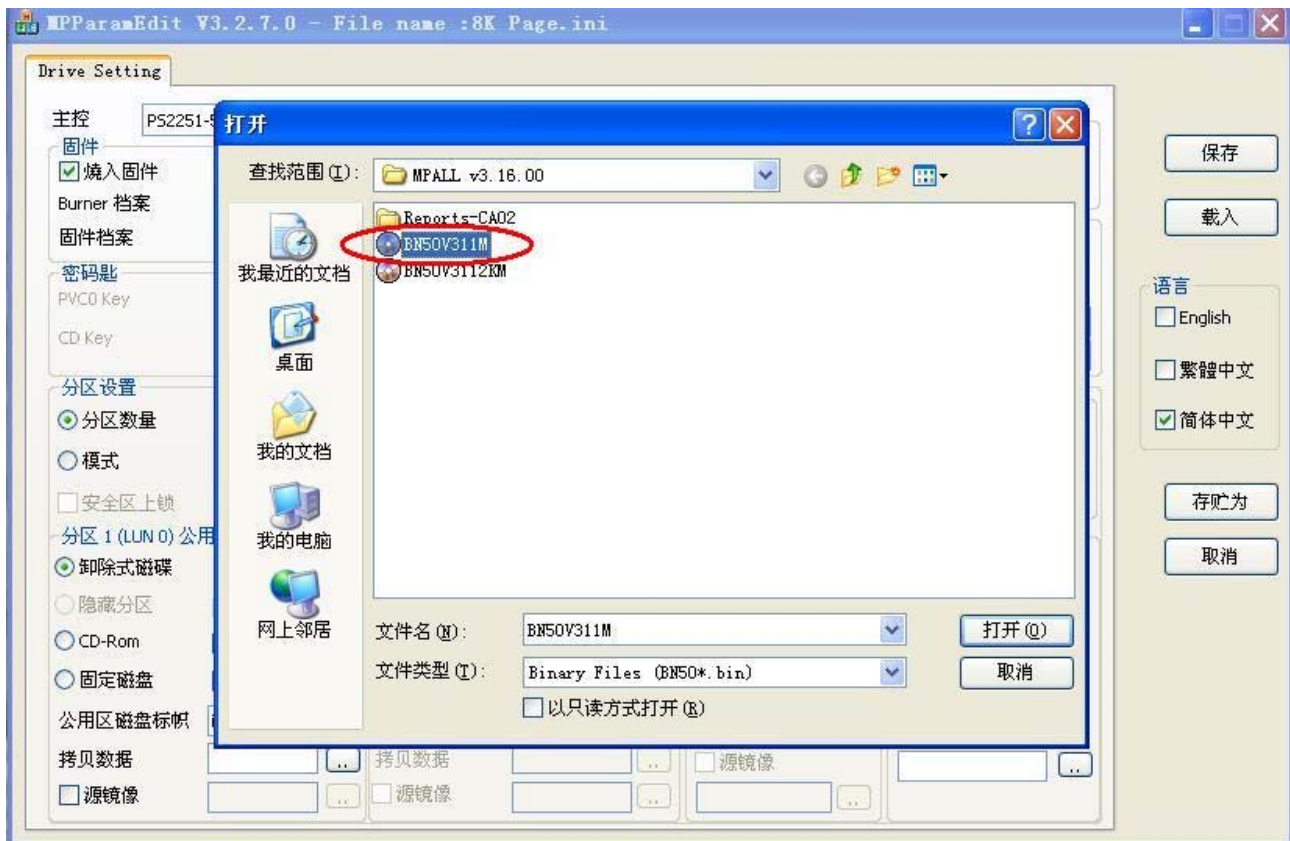 MPParamEdit V3.2.7.0 - File name :8K Page.ini
Drive Setting
主控
PS2251-5
固件
燒入固件
Burner 档案
固件档案
密码匙
PVC0 Key
CD Key
分区设置
分区数量
模式
安全区上锁
分区 1 (LUN 0) 公用
卸除式磁碟
隐藏分区
CD-Rom
固定磁盘
公用区磁盘标帜
拷贝数据
源镜像
打开
查找范围(I):
MPALL v3.16.00
我最近的文档
桌面
我的文档
我的电脑
网上邻居
Reports-CA02
BN50V311M
BN50V3112KM
文件名(N):
BN50V311M
打开(O)
文件类型(T):
Binary Files (BN50*.bin)
取消
以只读方式打开(R)
拷贝数据
源镜像
源镜像
保存
载入
语言
English
繁體中文
简体中文
存贮为
取消